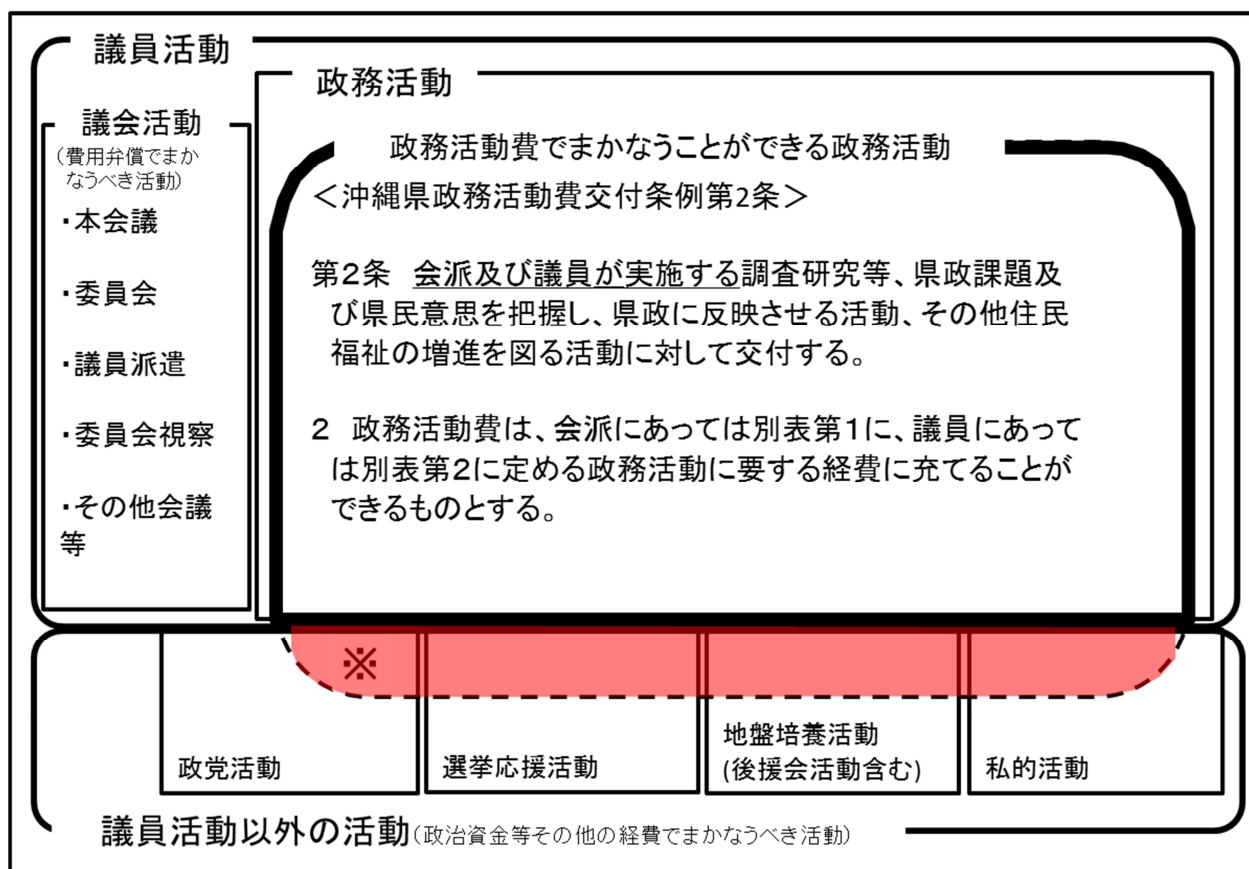 議員活動
政務活動
議会活動
(費用弁償でまか
なうべき活動)
・本会議
・委員会
・議員派遣
・委員会視察
・その他会議
等
政務活動費でまかなうことができる政務活動
＜沖縄県政務活動費交付条例第2条＞
第２条　会派及び議員が実施する調査研究等、県政課題及
び県民意思を把握し、県政に反映させる活動、その他住民
福祉の増進を図る活動に対して交付する。
２　政務活動費は、会派にあっては別表第１に、議員にあって
は別表第２に定める政務活動に要する経費に充てることが
できるものとする。
※
政党活動
選挙応援活動
地盤培養活動
(後援会活動含む)
私的活動
議員活動以外の活動(政治資金等その他の経費でまかなうべき活動)